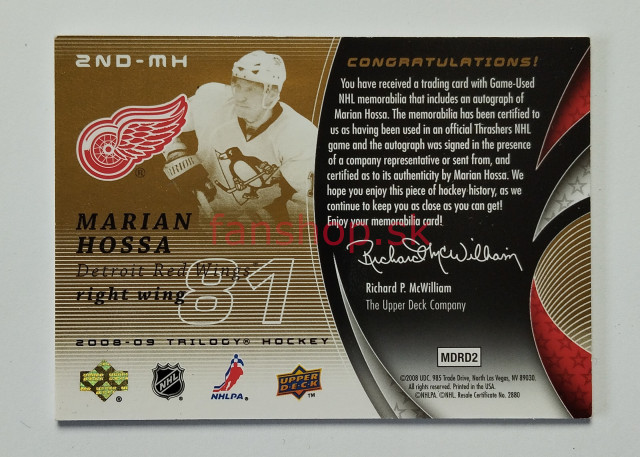 2ND-MH
MARIAN
HOSSA
Detroit Red Wings
right wing
81
2008-09 TRILOGY® HOCKEY
®
NHL
NHLPA™
UPPER
DECK™
CONGRATULATIONS!
You have received a trading card with Game-Used
NHL memorabilia that includes an autograph of
Marian Hossa. The memorabilia has been certified to
us as having been used in an official Thrashers NHL
game and the autograph was signed in the presence
of a company representative or sent from, and
certified as to its authenticity by Marian Hossa. We
hope you enjoy this piece of hockey history, as we
continue to keep you as close as you can get!
Enjoy your memorabilia card!
Richard McWilliam
Richard P. McWilliam
The Upper Deck Company
MDRD2
©2008 UDC. 985 Trade Drive, North Las Vegas, NV 89030.
All rights reserved. Printed in the USA.
©NHLPA. ©NHL. Resale Certificate No. 2880
fanshop.sk